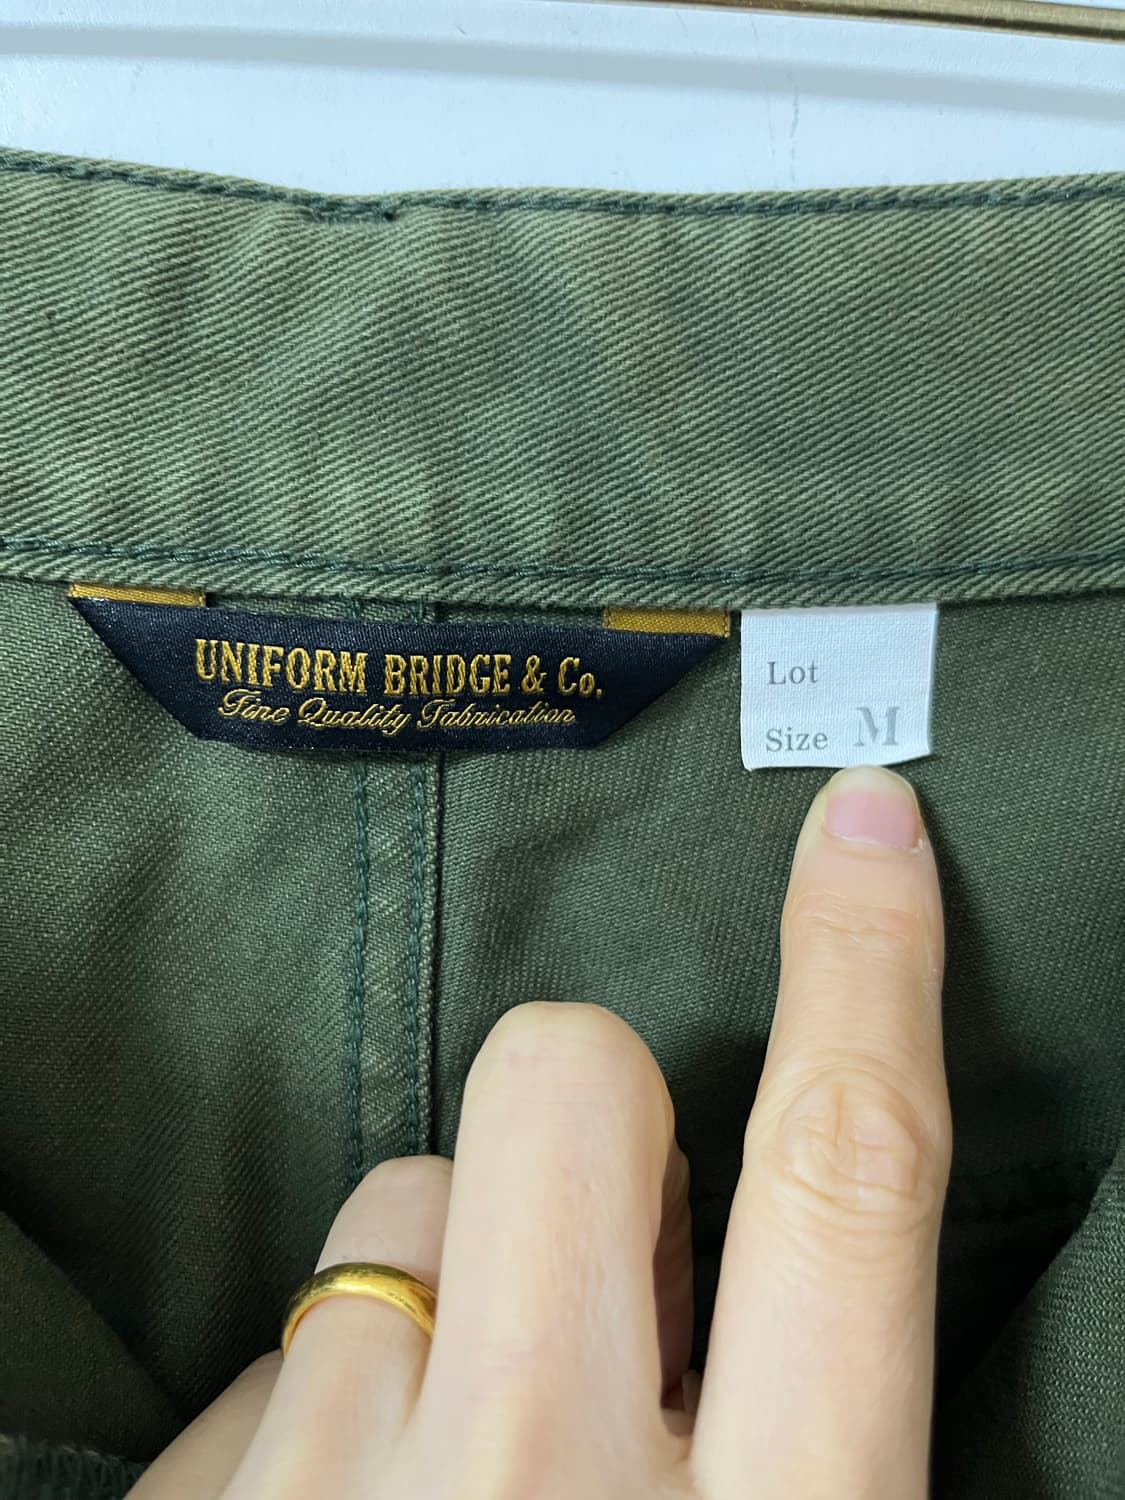 UNIFORM BRIDGE & Co.
Fine Quality Fabrication
Lot
Size M